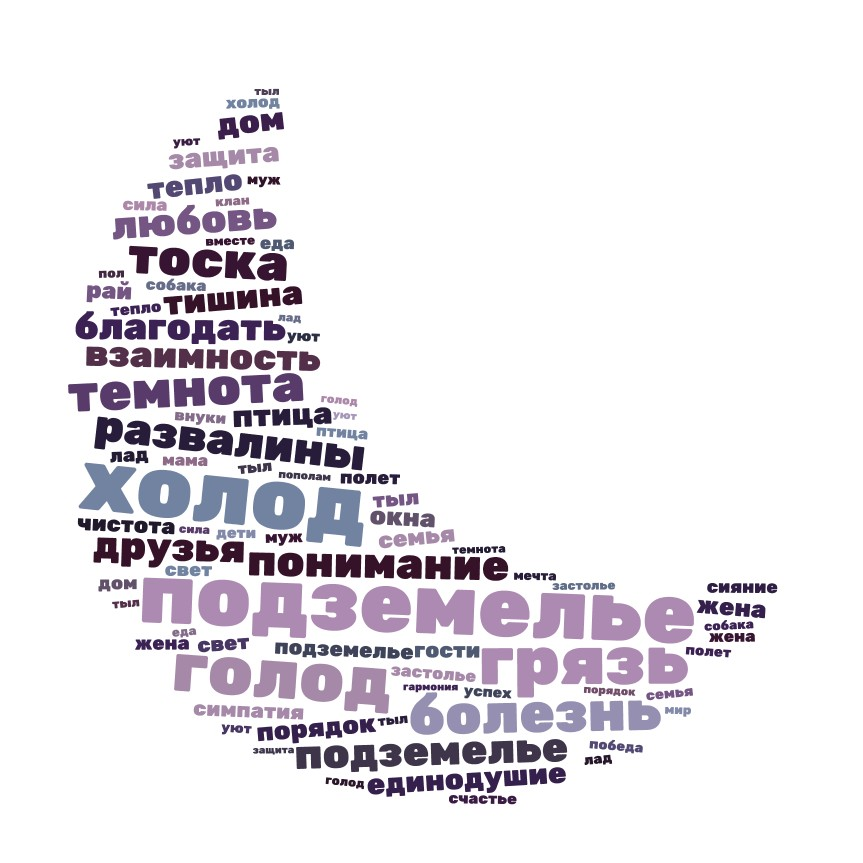 тыл
холод
дом
уют
защита
тепло муж
сила клан
любовь
вместе еда
тоска
пол
рай собака
тишина
тепло лад
благодать уют
взаимность
темнота
голод
внуки птица уют
птица
развалины
лад мама тыл пополам полет
холод
тыл
окна
чистота сила дети муж семья
друзья понимание темнота
свет мечта
дом застолье сияние
подземелье
тыл жена
собака
еда жена
жена свет подземелье гости полет
грязь
голод застолье
гармония успех порядок семья
симпатия болезнь мир
уют порядок тыл
защита подземелье победа
лад
голод единодушие
счастье